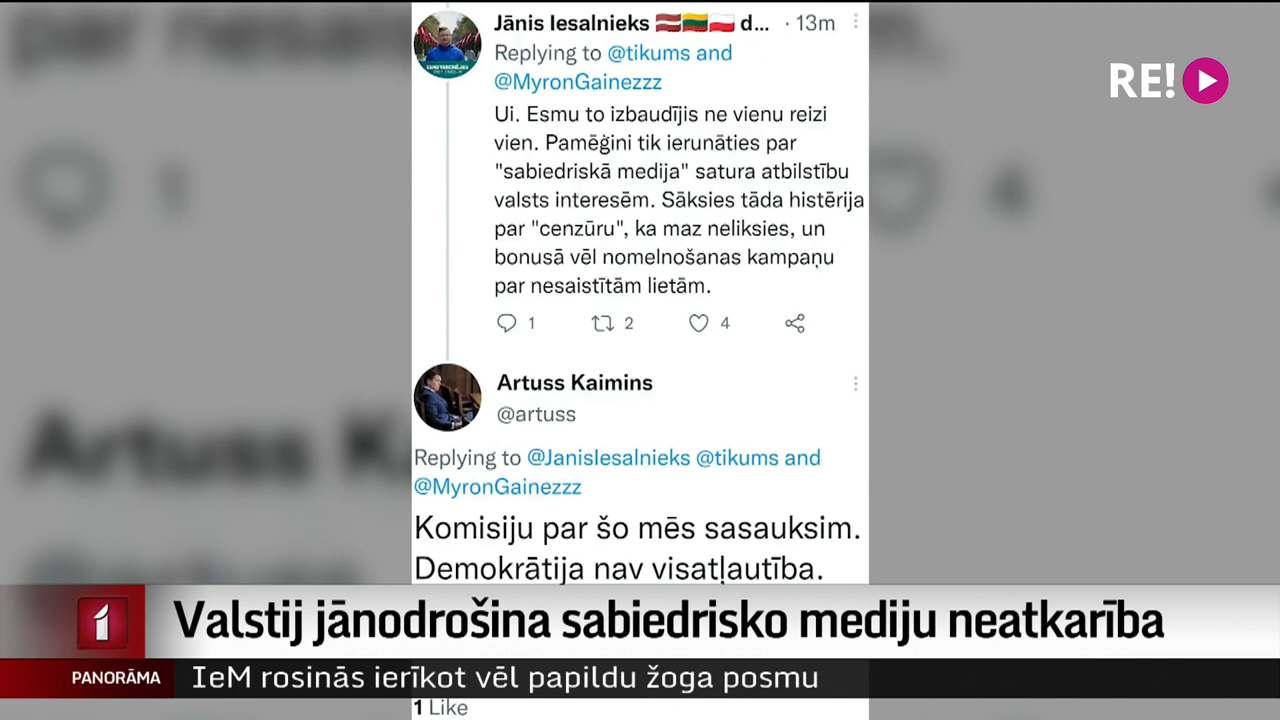 Jānis Iesalnieks 🇱🇻🇱🇹🇵🇱 d... · 13m
Replying to @tikums and
@MyronGainezzz
Ui. Esmu to izbaudījis ne vienu reizi
vien. Pamēģini tik ierunāties par
"sabiedriskā medija" satura atbilstību
valsts interesēm. Sāksies tāda histērija
par "cenzūru", ka maz neliksies, un
bonusā vēl nomelnošanas kampaņu
par nesaistītām lietām.
1 2 4
Artuss Kaimins
@artuss
Replying to @JanisIesalnieks @tikums and
@MyronGainezzz
Komisiju par šo mēs sasauksim.
Demokrātija nav visatļautība.
RE!
1
Valstij jānodrošina sabiedrisko mediju neatkarība
PANORĀMA
IeM rosinās ierīkot vēl papildu žoga posmu
1 Like